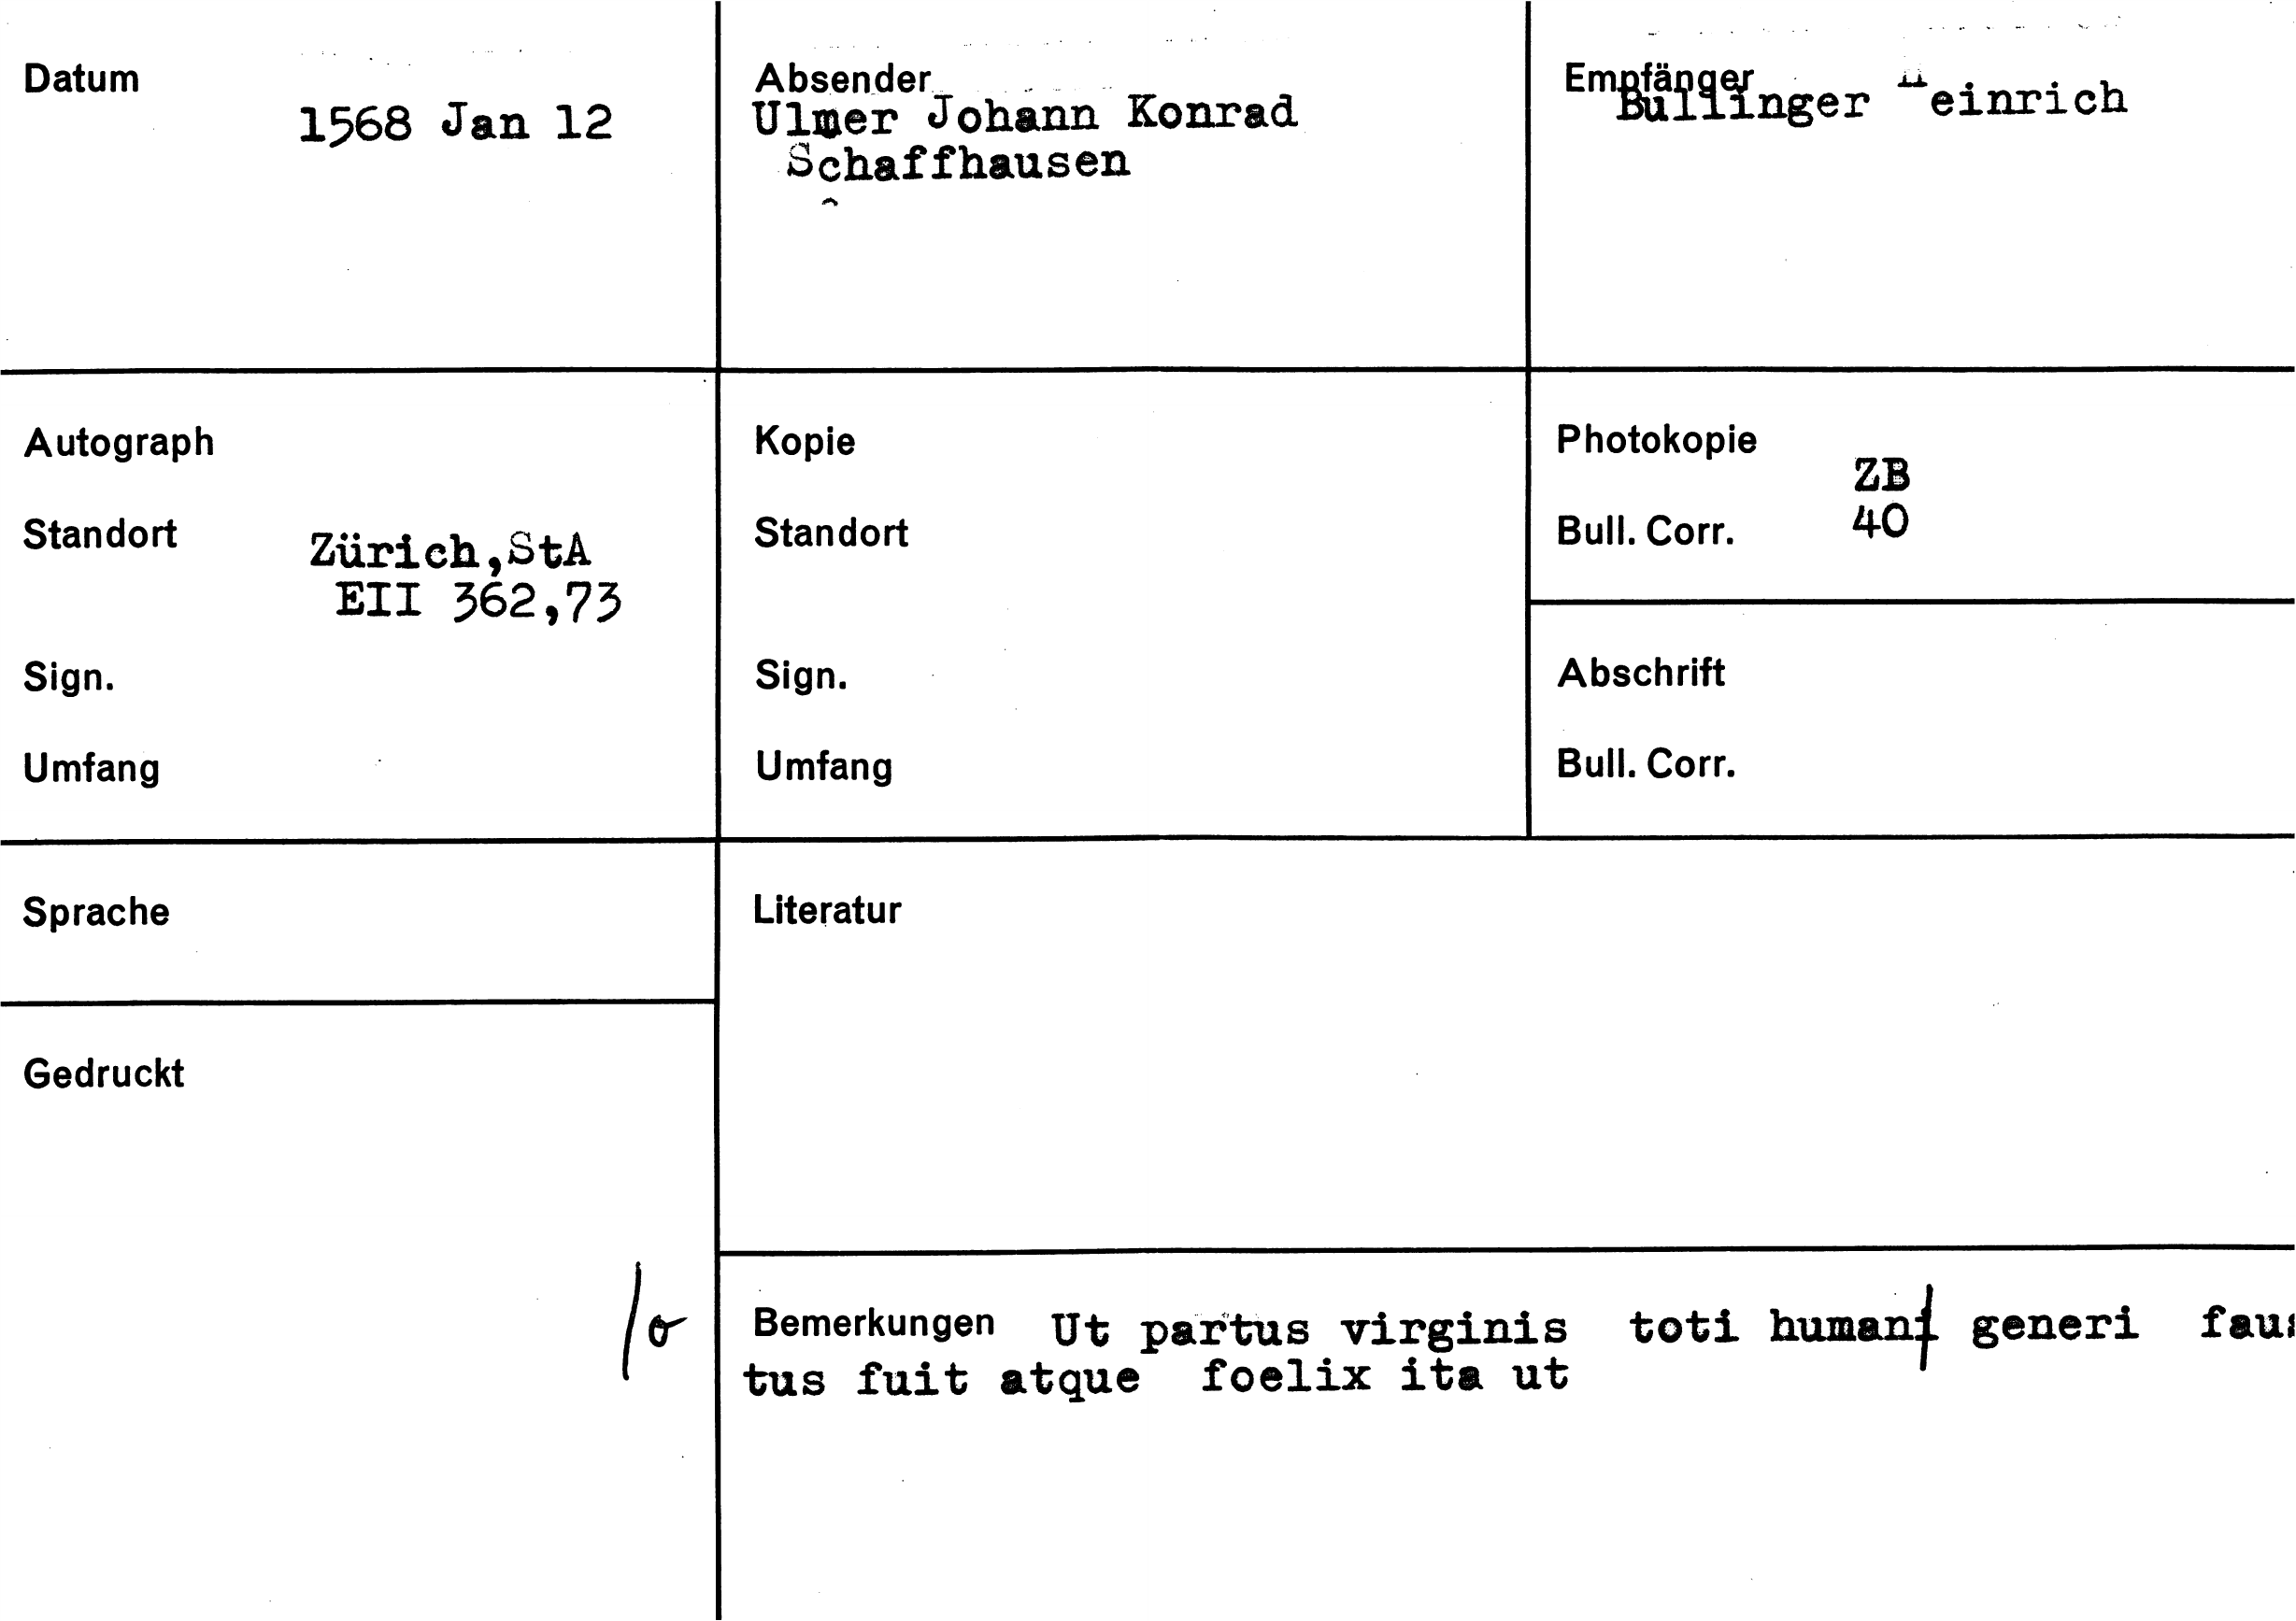 Datum
1568 Jan 12
Absender
Ulmer Johann Konrad
Schaffhausen
Empfänger
Bullinger Heinrich
Autograph
Standort
Zürich,StA
EII 362,73
Sign.
Umfang
Kopie
Standort
Sign.
Umfang
Photokopie
ZB
Bull. Corr.
40
Abschrift
Bull. Corr.
Sprache
Gedruckt
Literatur
Bemerkungen Ut partus virginis toti humani generi faus
tus fuit atque foelix ita ut
/o